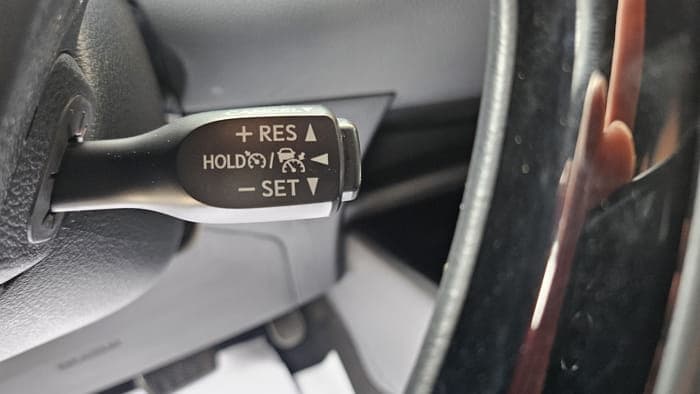 + RES ▲
HOLD / ◄
− SET ▼